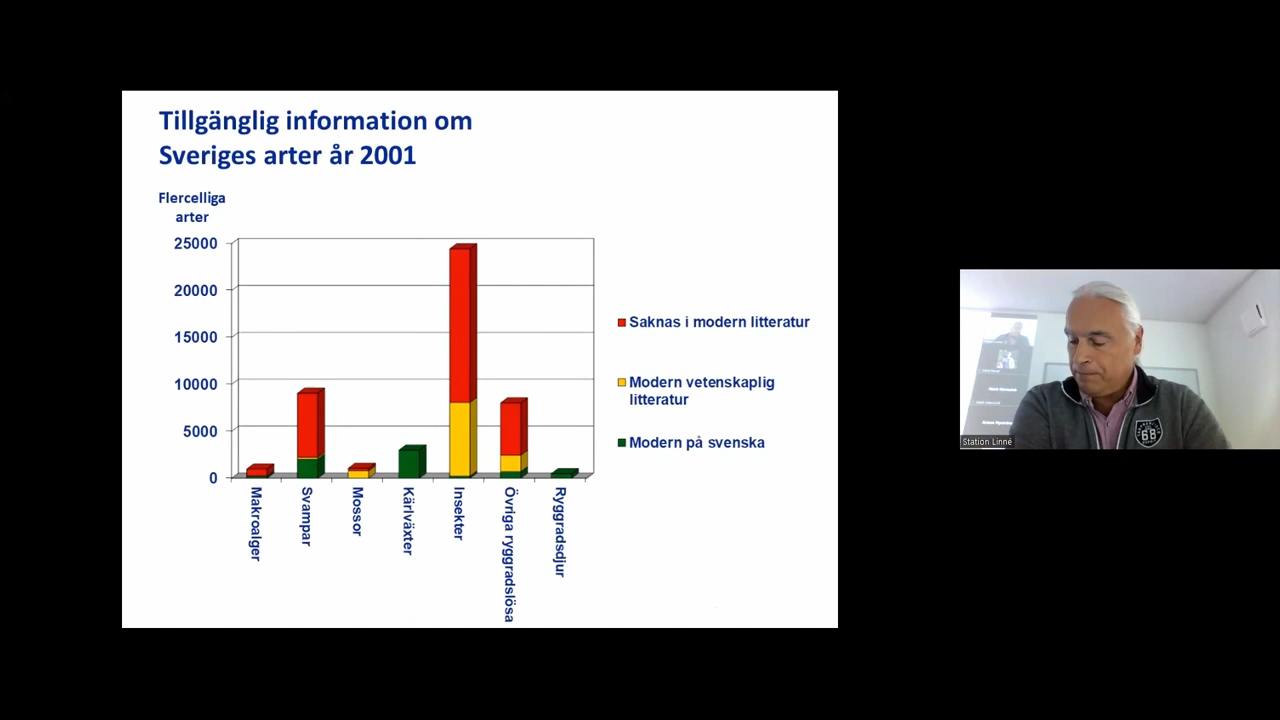 Tillgänglig information om
Sveriges arter år 2001
Flercelliga
arter
25000
20000
15000
10000
5000
0
Makroalger
Svampar
Mossor
Kärlväxter
Insekter
Övriga ryggradslösa
Ryggradsdjur
Saknas i modern litteratur
Modern vetenskaplig
litteratur
Modern på svenska
Station Linné
68